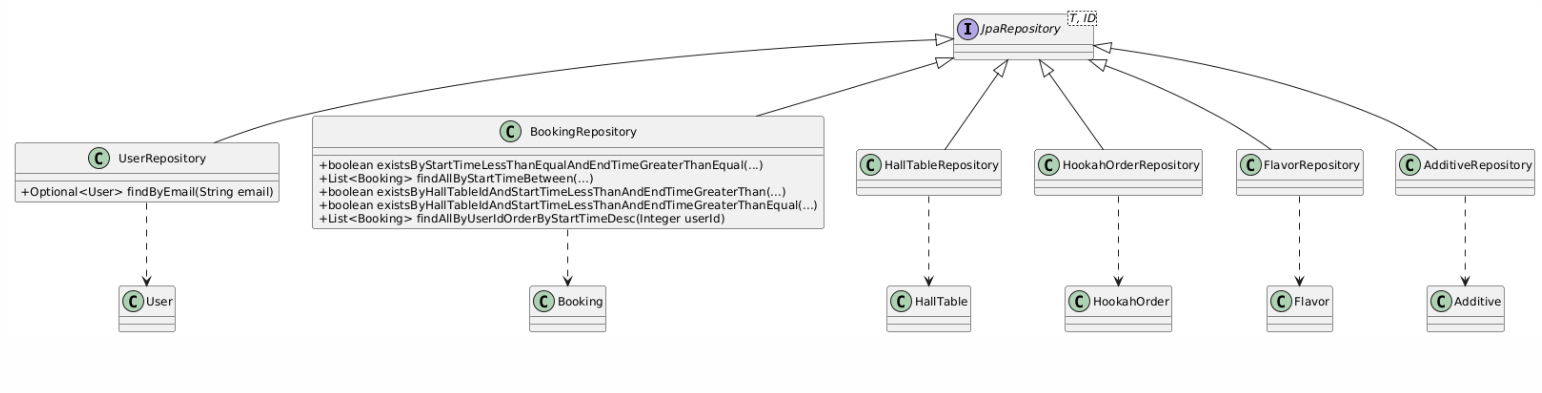 T, ID
I JpaRepository
C UserRepository
+Optional<User> findByEmail(String email)
C BookingRepository
+boolean existsByStartTimeLessThanEqualAndEndTimeGreaterThanEqual(...)
+List<Booking> findAllByStartTimeBetween(...)
+boolean existsByHallTableIdAndStartTimeLessThanAndEndTimeGreaterThan(...)
+boolean existsByHallTableIdAndStartTimeLessThanAndEndTimeGreaterThanEqual(...)
+List<Booking> findAllByUserIdOrderByStartTimeDesc(Integer userId)
C HallTableRepository
C HookahOrderRepository
C FlavorRepository
C AdditiveRepository
C User
C Booking
C HallTable
C HookahOrder
C Flavor
C Additive